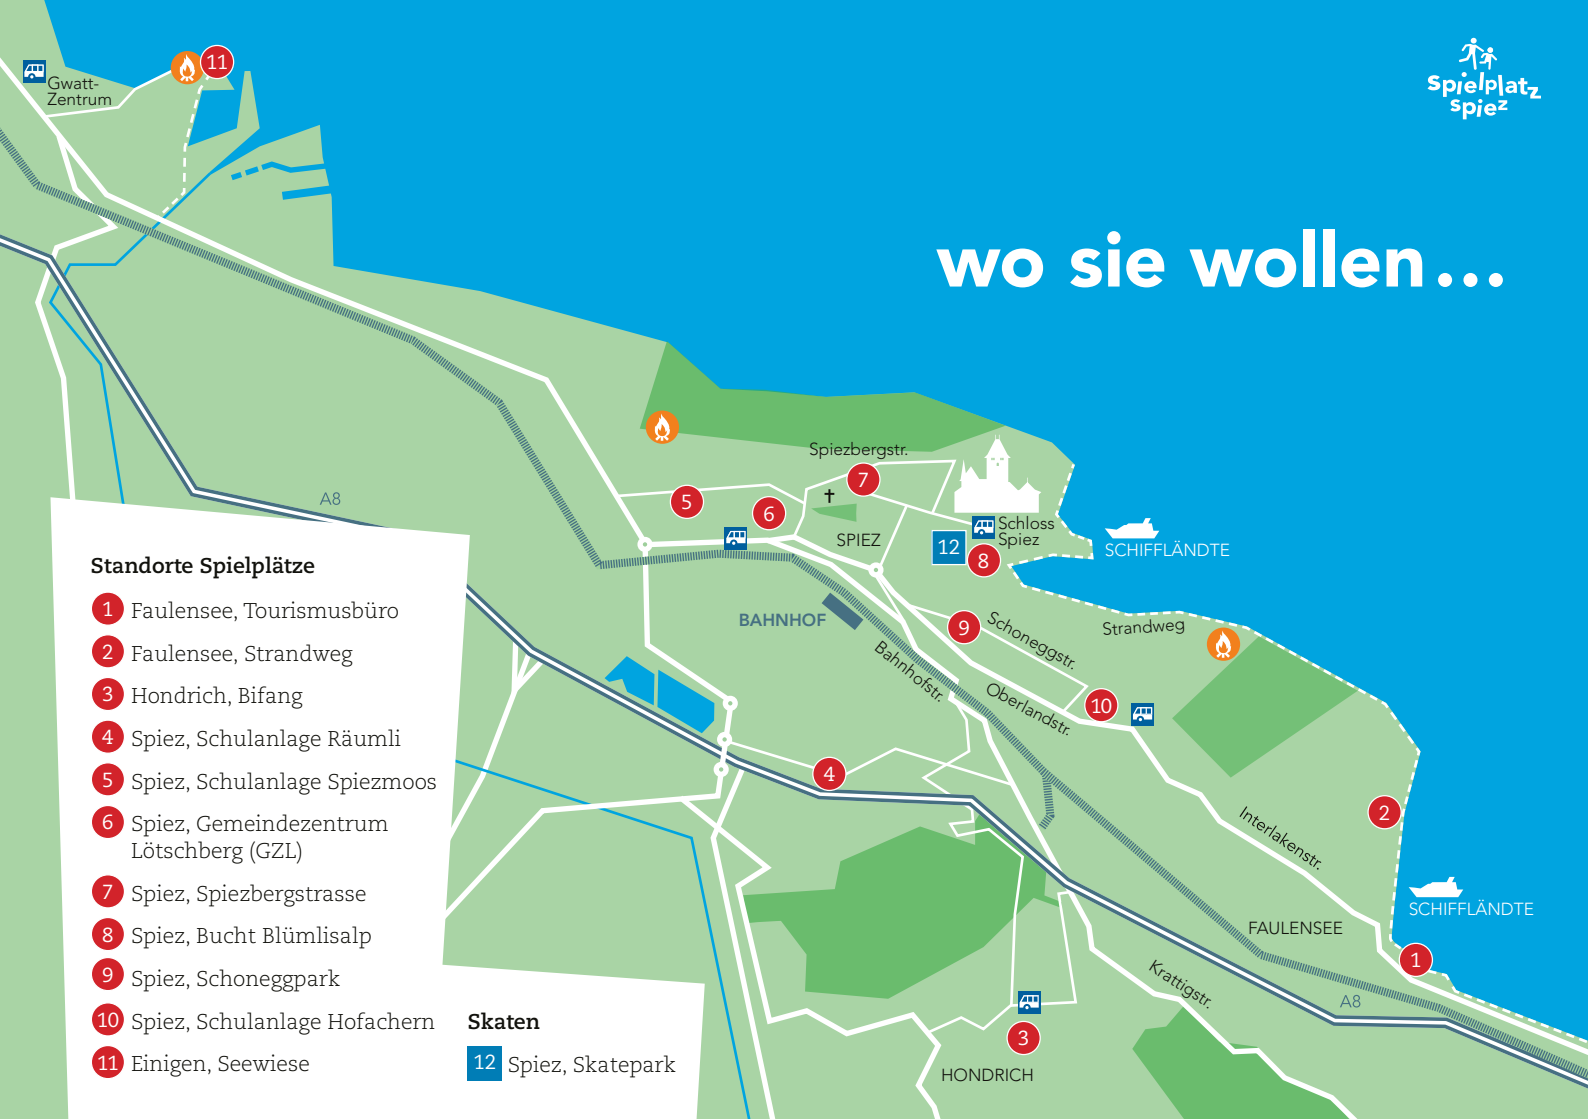 Gwatt-
Zentrum
11
Spielplatz
spiez
wo sie wollen...
A8
Spiezbergstr.
7
5
6
SPIEZ
12
8
Schloss
Spiez
SCHIFFLÄNDTE
BAHNHOF
9
Schoneggstr.
Strandweg
Bahnhofstr.
Oberlandstr.
10
4
2
Interlakenstr.
SCHIFFLÄNDTE
FAULENSEE
1
Krattigstr.
A8
3
HONDRICH
Standorte Spielplätze
1 Faulensee, Tourismusbüro
2 Faulensee, Strandweg
3 Hondrich, Bifang
4 Spiez, Schulanlage Räumli
5 Spiez, Schulanlage Spiezmoos
6 Spiez, Gemeindezentrum
Lötschberg (GZL)
7 Spiez, Spiezbergstrasse
8 Spiez, Bucht Blümlisalp
9 Spiez, Schoneggpark
10 Spiez, Schulanlage Hofachern
11 Einigen, Seewiese
Skaten
12 Spiez, Skatepark